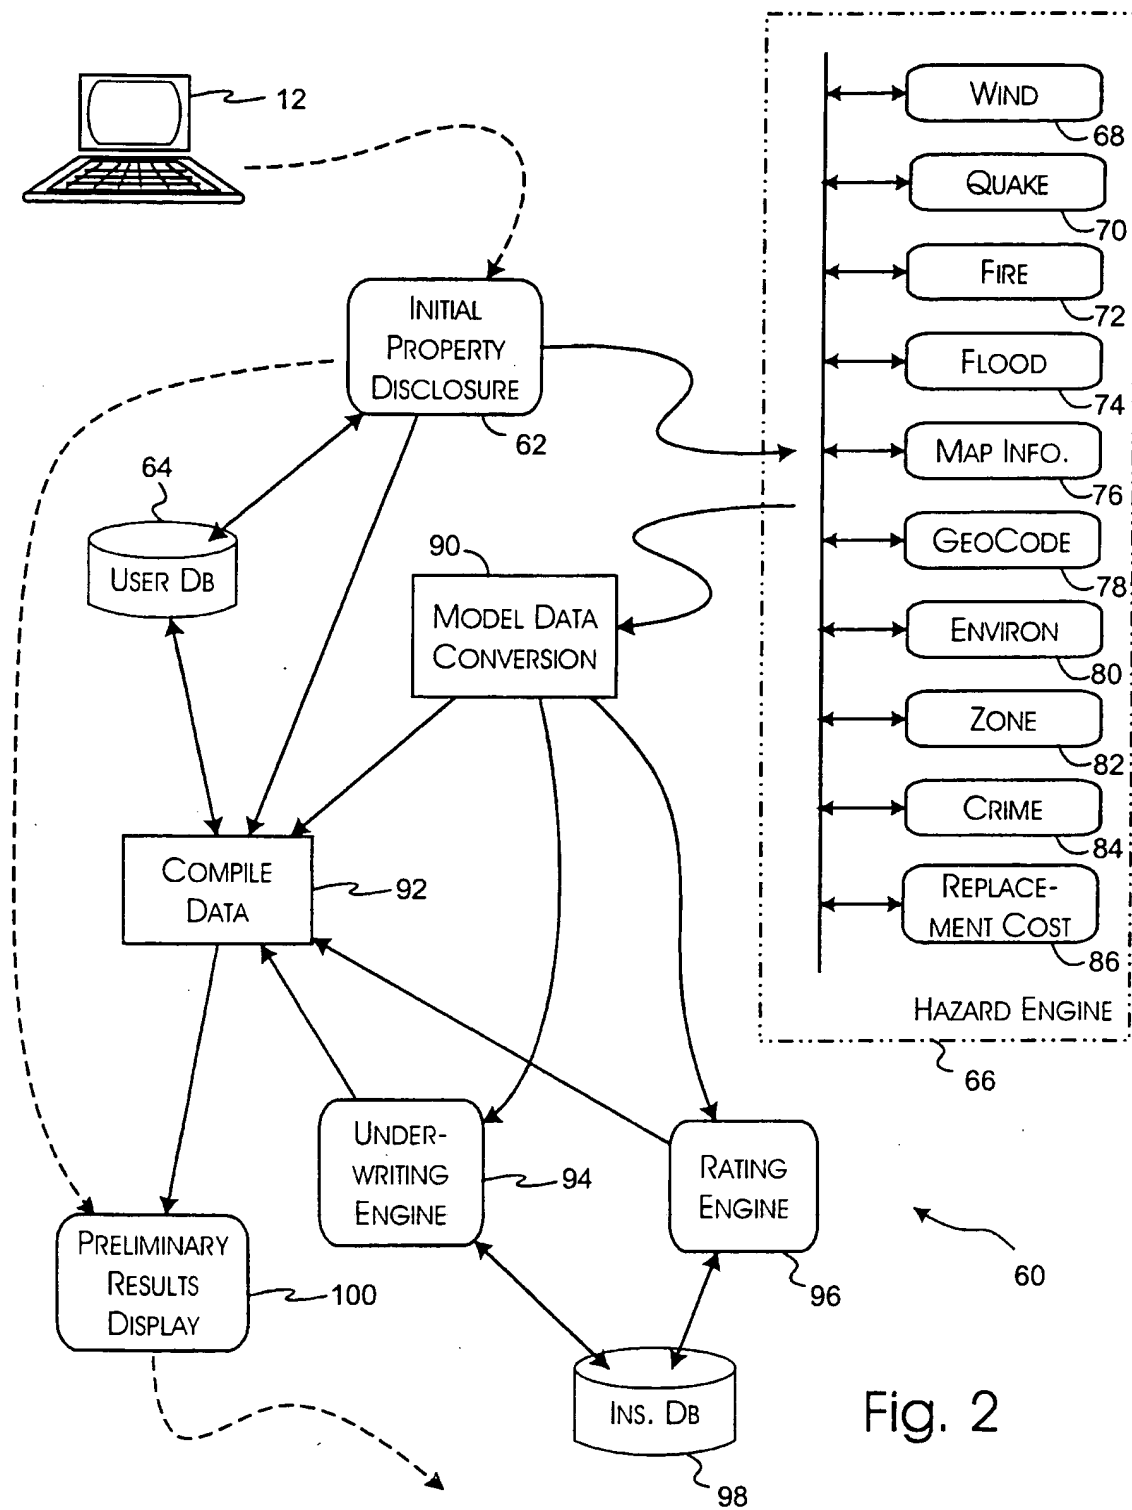 12
WIND
68
QUAKE
70
FIRE
72
FLOOD
74
MAP INFO.
76
GEOCODE
78
ENVIRON
80
ZONE
82
CRIME
84
REPLACE-
MENT COST
86
HAZARD ENGINE
66
INITIAL
PROPERTY
DISCLOSURE
62
64
USER DB
90
MODEL DATA
CONVERSION
COMPILE
DATA
92
UNDER-
WRITING
ENGINE
94
RATING
ENGINE
96
60
PRELIMINARY
RESULTS
DISPLAY
100
INS. DB
98
Fig. 2